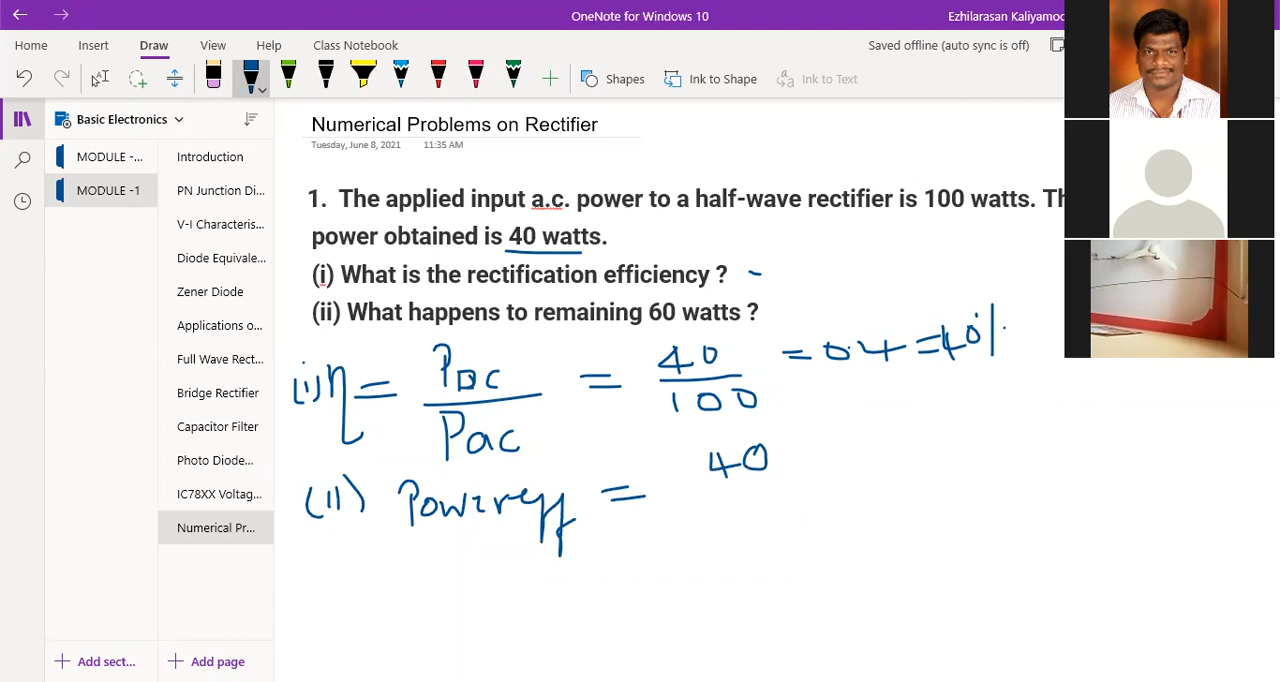 OneNote for Windows 10
Ezhilarasan Kaliyamoo
Home Insert Draw View Help Class Notebook
Saved offline (auto sync is off)
Shapes Ink to Shape Ink to Text
Basic Electronics
MODULE -...
MODULE -1
Introduction
PN Junction Di...
V-I Characteris...
Diode Equivale...
Zener Diode
Applications o...
Full Wave Rect...
Bridge Rectifier
Capacitor Filter
Photo Diode...
IC78XX Voltag...
Numerical Pr...
Add sect...
Add page
Numerical Problems on Rectifier
Tuesday, June 8, 2021 11:35 AM
1. The applied input a.c. power to a half-wave rectifier is 100 watts. Th
power obtained is 40 watts.
(i) What is the rectification efficiency ?
(ii) What happens to remaining 60 watts ?
(i) η = PDC / Pac = 40 / 100 = 0.4 = 40%
(ii) Power eff = 40